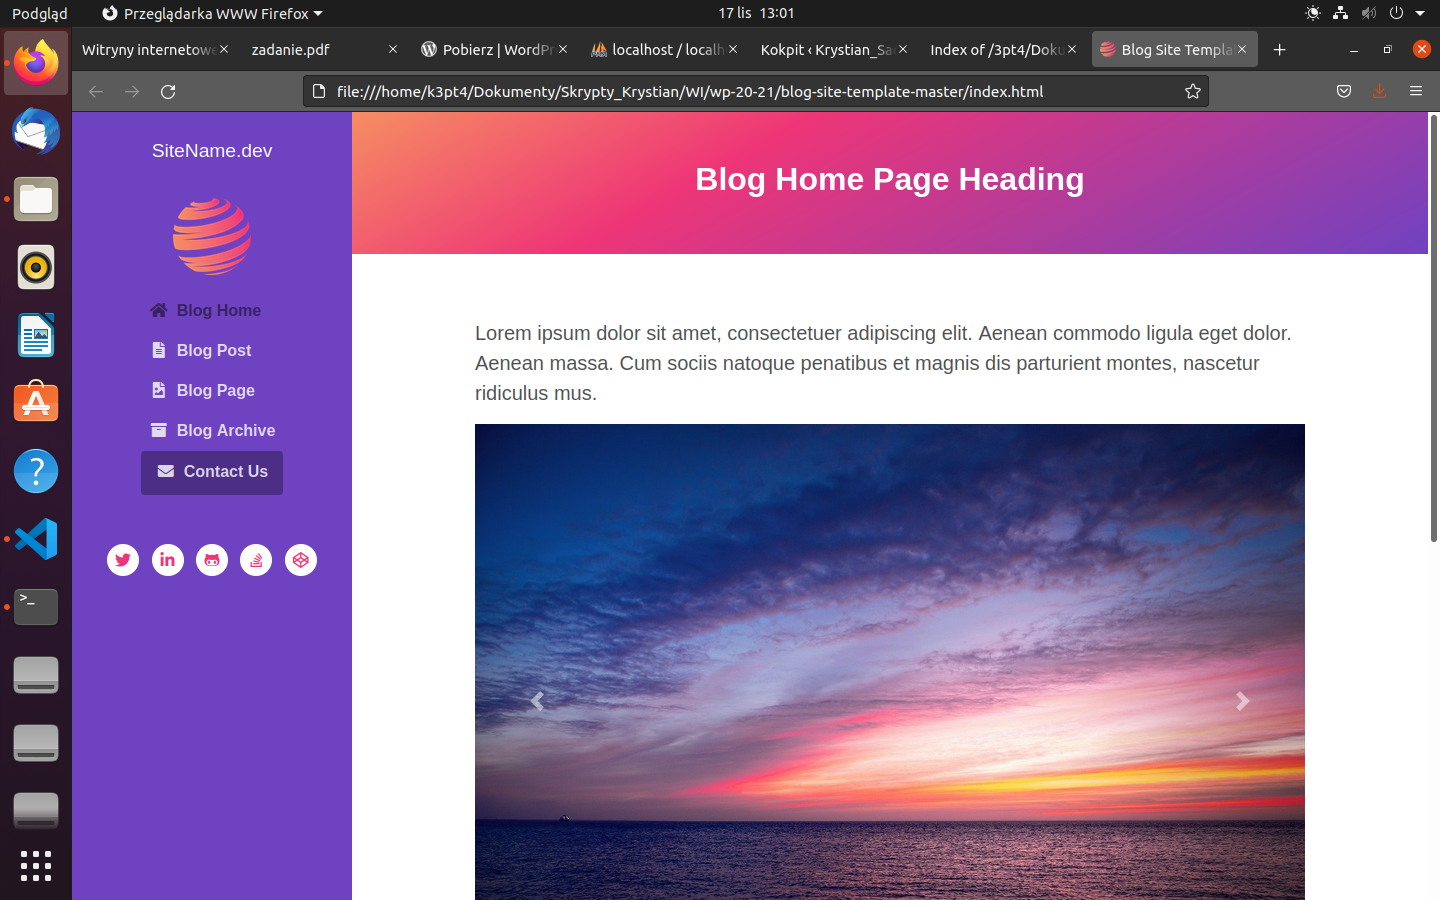 Podgląd
Przeglądarka WWW Firefox
17 lis 13:01
Witryny internetowe
zadanie.pdf
Pobierz | WordPr
localhost / localh
Kokpit ‹ Krystian_Sa
Index of /3pt4/Doku
Blog Site Templa
file:///home/k3pt4/Dokumenty/Skrypty_Krystian/WI/wp-20-21/blog-site-template-master/index.html
SiteName.dev
Blog Home
Blog Post
Blog Page
Blog Archive
Contact Us
Blog Home Page Heading
Lorem ipsum dolor sit amet, consectetuer adipiscing elit. Aenean commodo ligula eget dolor.
Aenean massa. Cum sociis natoque penatibus et magnis dis parturient montes, nascetur
ridiculus mus.